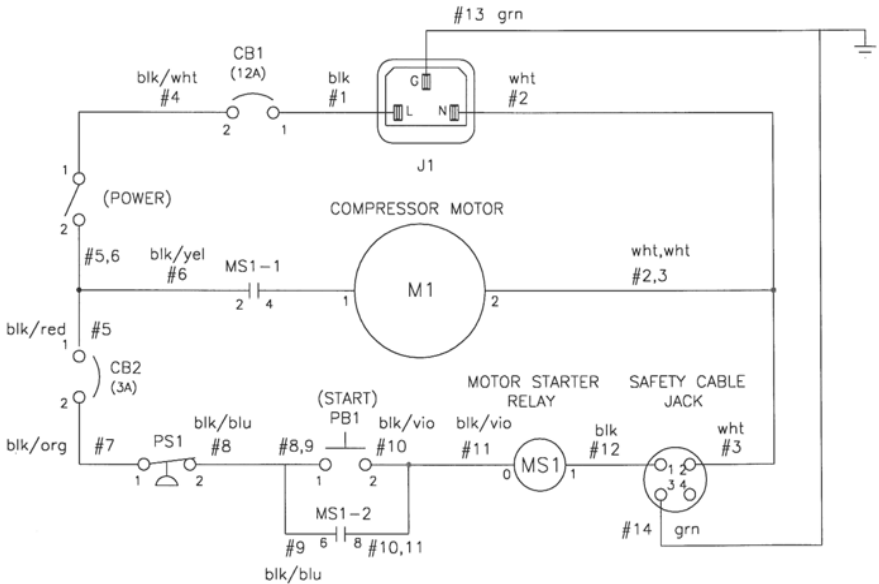 #13 grn
CB1
(12A)
blk/wht
#4
blk
#1
wht
#2
G
L
N
2
1
J1
1
(POWER)
2
COMPRESSOR MOTOR
#5,6
blk/yel
#6
MS1-1
2
4
1
M1
2
wht,wht
#2,3
blk/red
#5
1
CB2
(3A)
2
MOTOR STARTER
RELAY
SAFETY CABLE
JACK
(START)
PB1
blk/org
#7
PS1
blk/blu
#8
#8,9
blk/vio
#10
blk/vio
#11
MS1
blk
#12
wht
#3
1
2
1
2
0
1
1 2
3 4
MS1-2
6
8
#9
#10,11
blk/blu
#14
grn